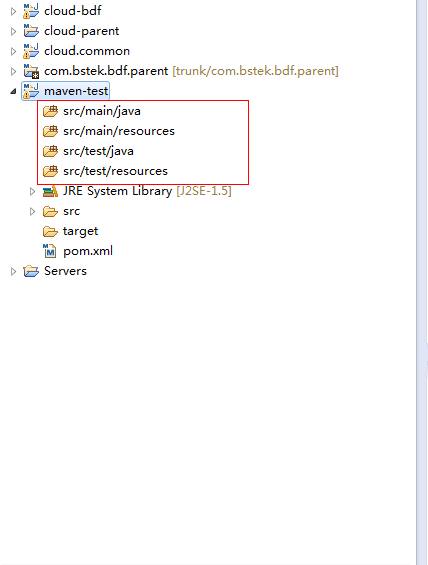 cloud-bdf
cloud-parent
cloud.common
com.bstek.bdf.parent [trunk/com.bstek.bdf.parent]
maven-test
src/main/java
src/main/resources
src/test/java
src/test/resources
JRE System Library [J2SE-1.5]
src
target
pom.xml
Servers